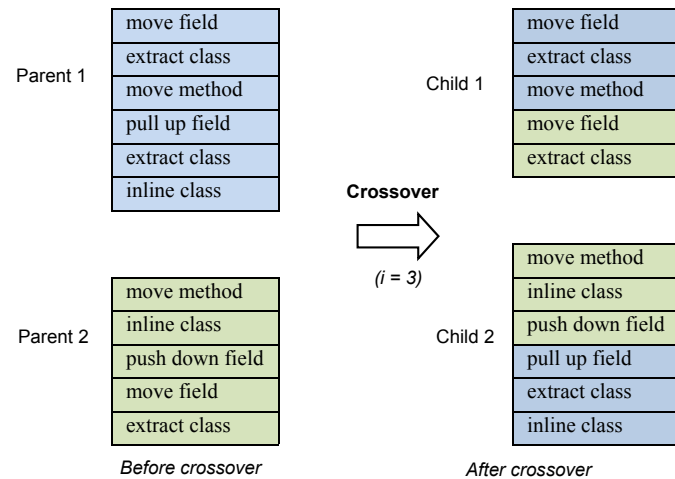 Parent 1
move field
extract class
move method
pull up field
extract class
inline class
Parent 2
move method
inline class
push down field
move field
extract class
Before crossover
Crossover
(i = 3)
Child 1
move field
extract class
move method
move field
extract class
Child 2
move method
inline class
push down field
pull up field
extract class
inline class
After crossover